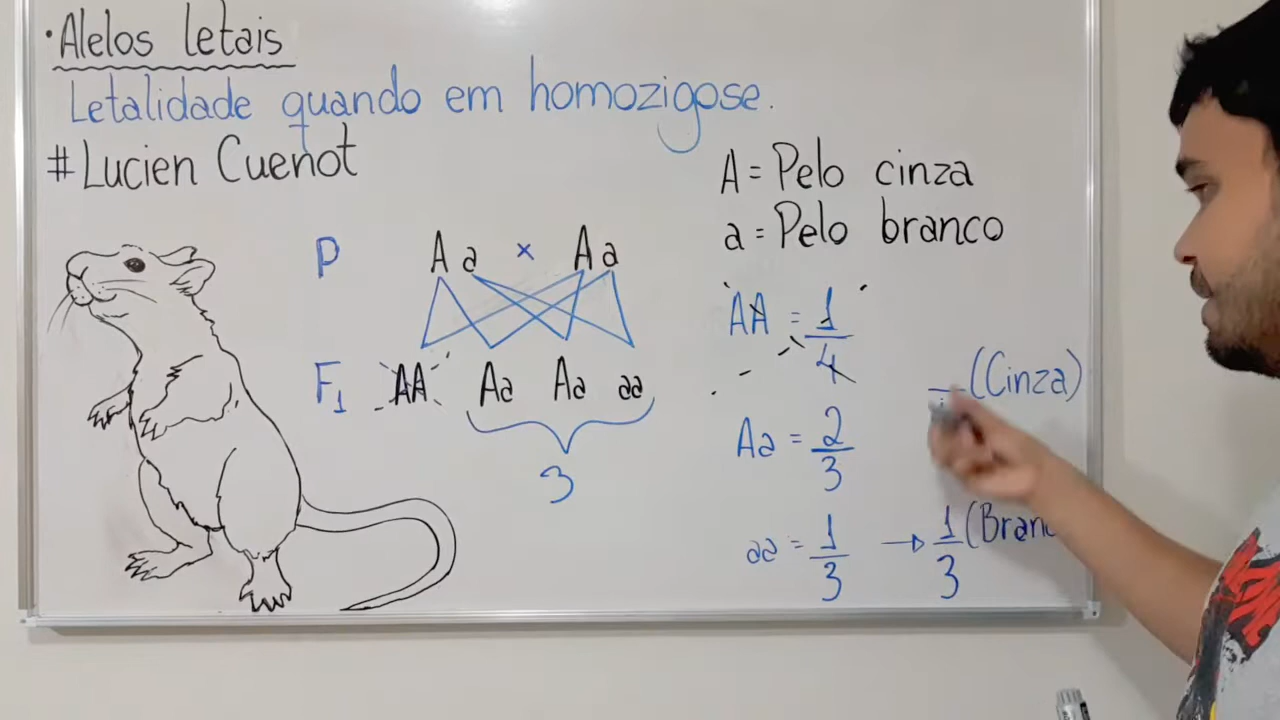 • Alelos letais
Letalidade quando em homozigose.
# Lucien Cuenot
A = Pelo cinza
a = Pelo branco
P Aa × Aa
F1 AA Aa Aa aa
3
AA = 1/4
(Cinza)
Aa = 2/3
aa = 1/3 → 1/3 (Bran